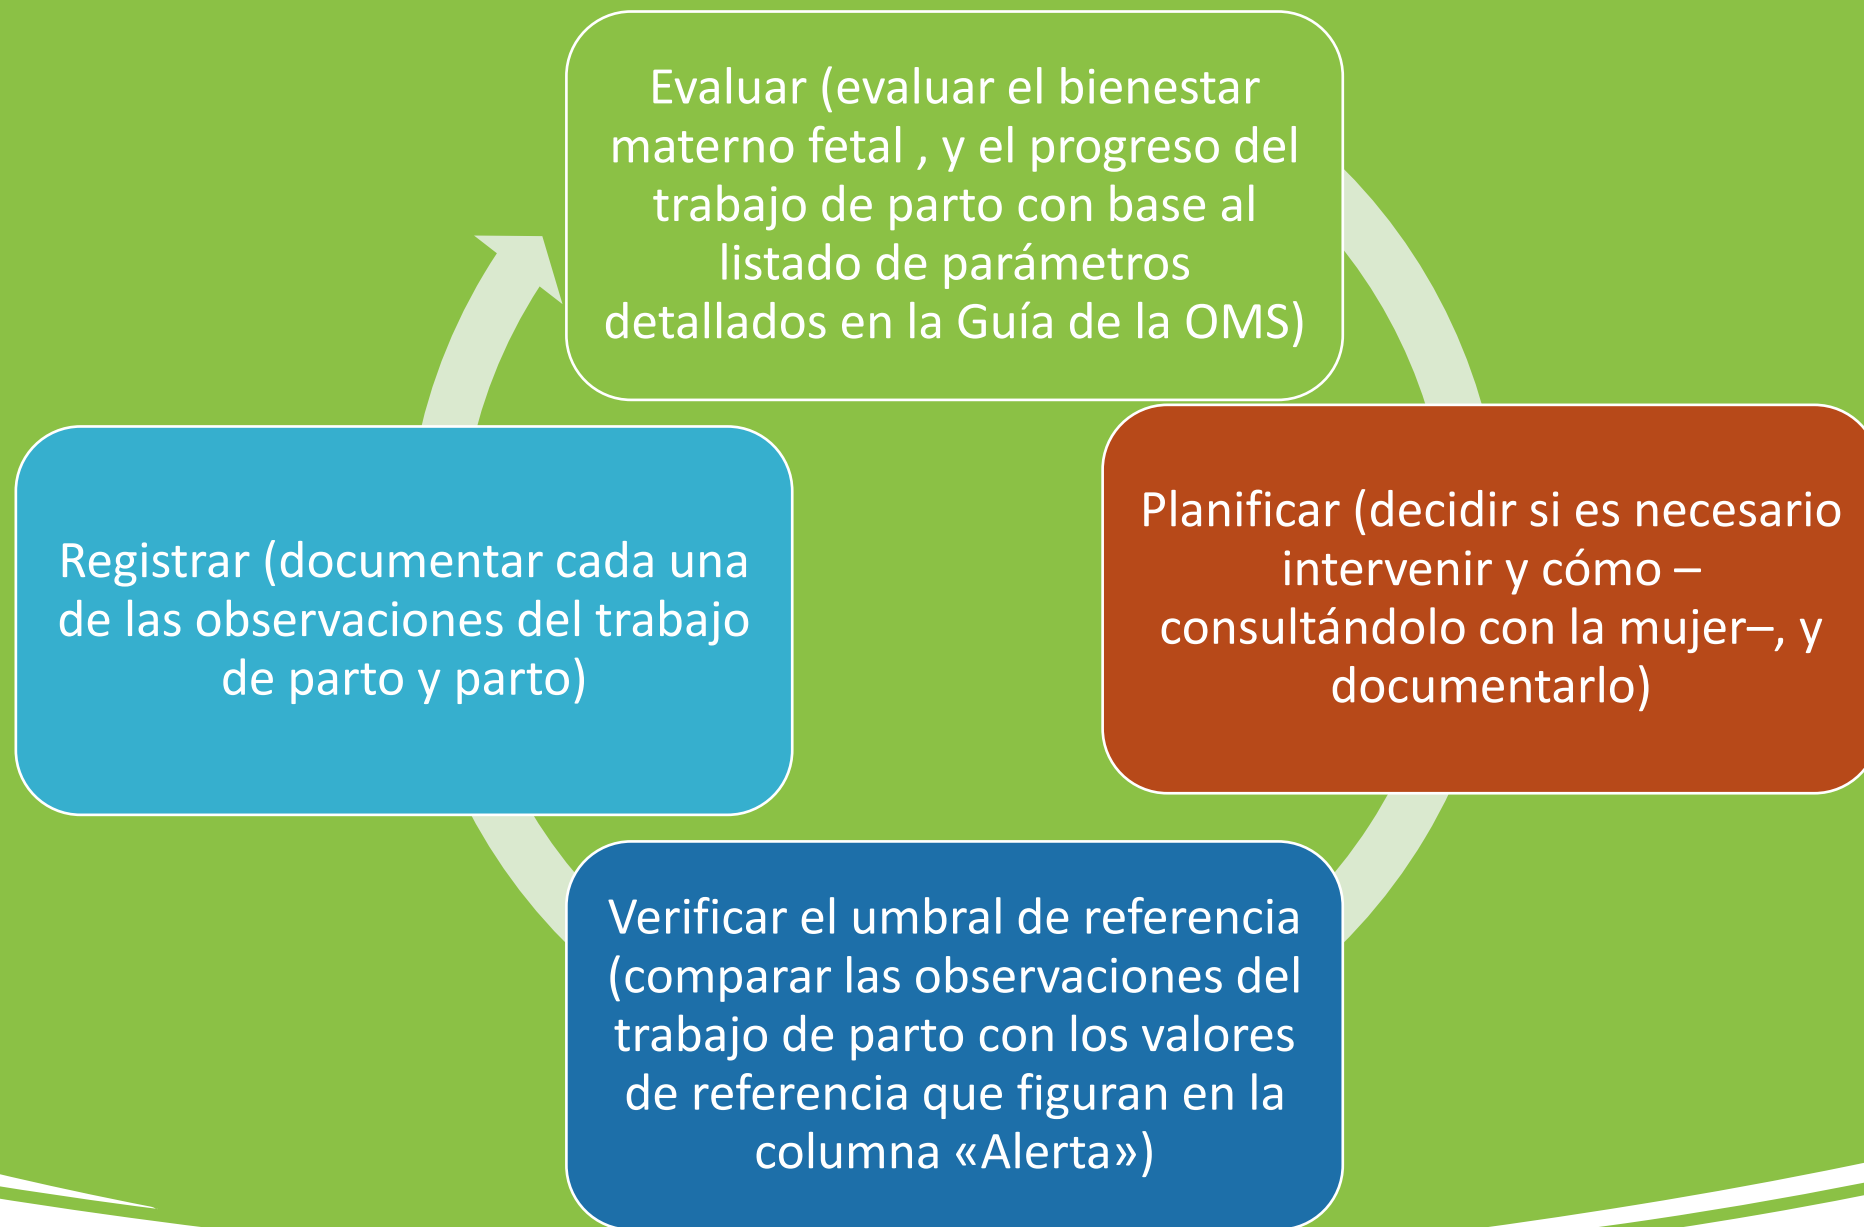 Evaluar (evaluar el bienestar
materno fetal , y el progreso del
trabajo de parto con base al
listado de parámetros
detallados en la Guía de la OMS)
Planificar (decidir si es necesario
intervenir y cómo –
consultándolo con la mujer–, y
documentarlo)
Verificar el umbral de referencia
(comparar las observaciones del
trabajo de parto con los valores
de referencia que figuran en la
columna «Alerta»)
Registrar (documentar cada una
de las observaciones del trabajo
de parto y parto)